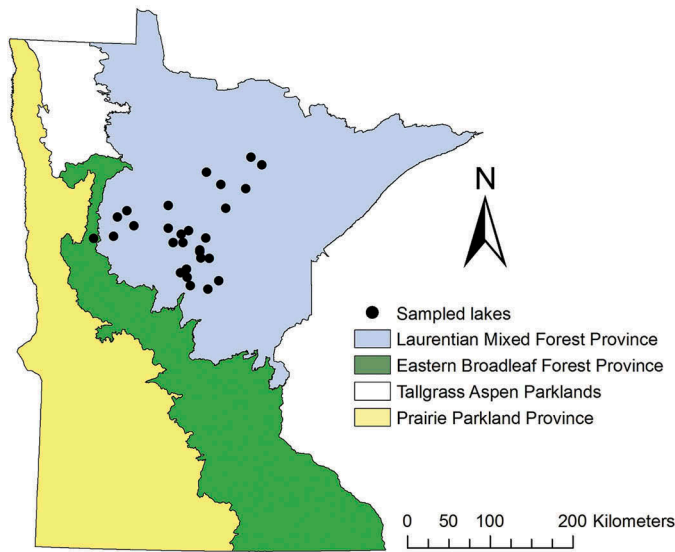 N
Sampled lakes
Laurentian Mixed Forest Province
Eastern Broadleaf Forest Province
Tallgrass Aspen Parklands
Prairie Parkland Province
0 50 100 200 Kilometers